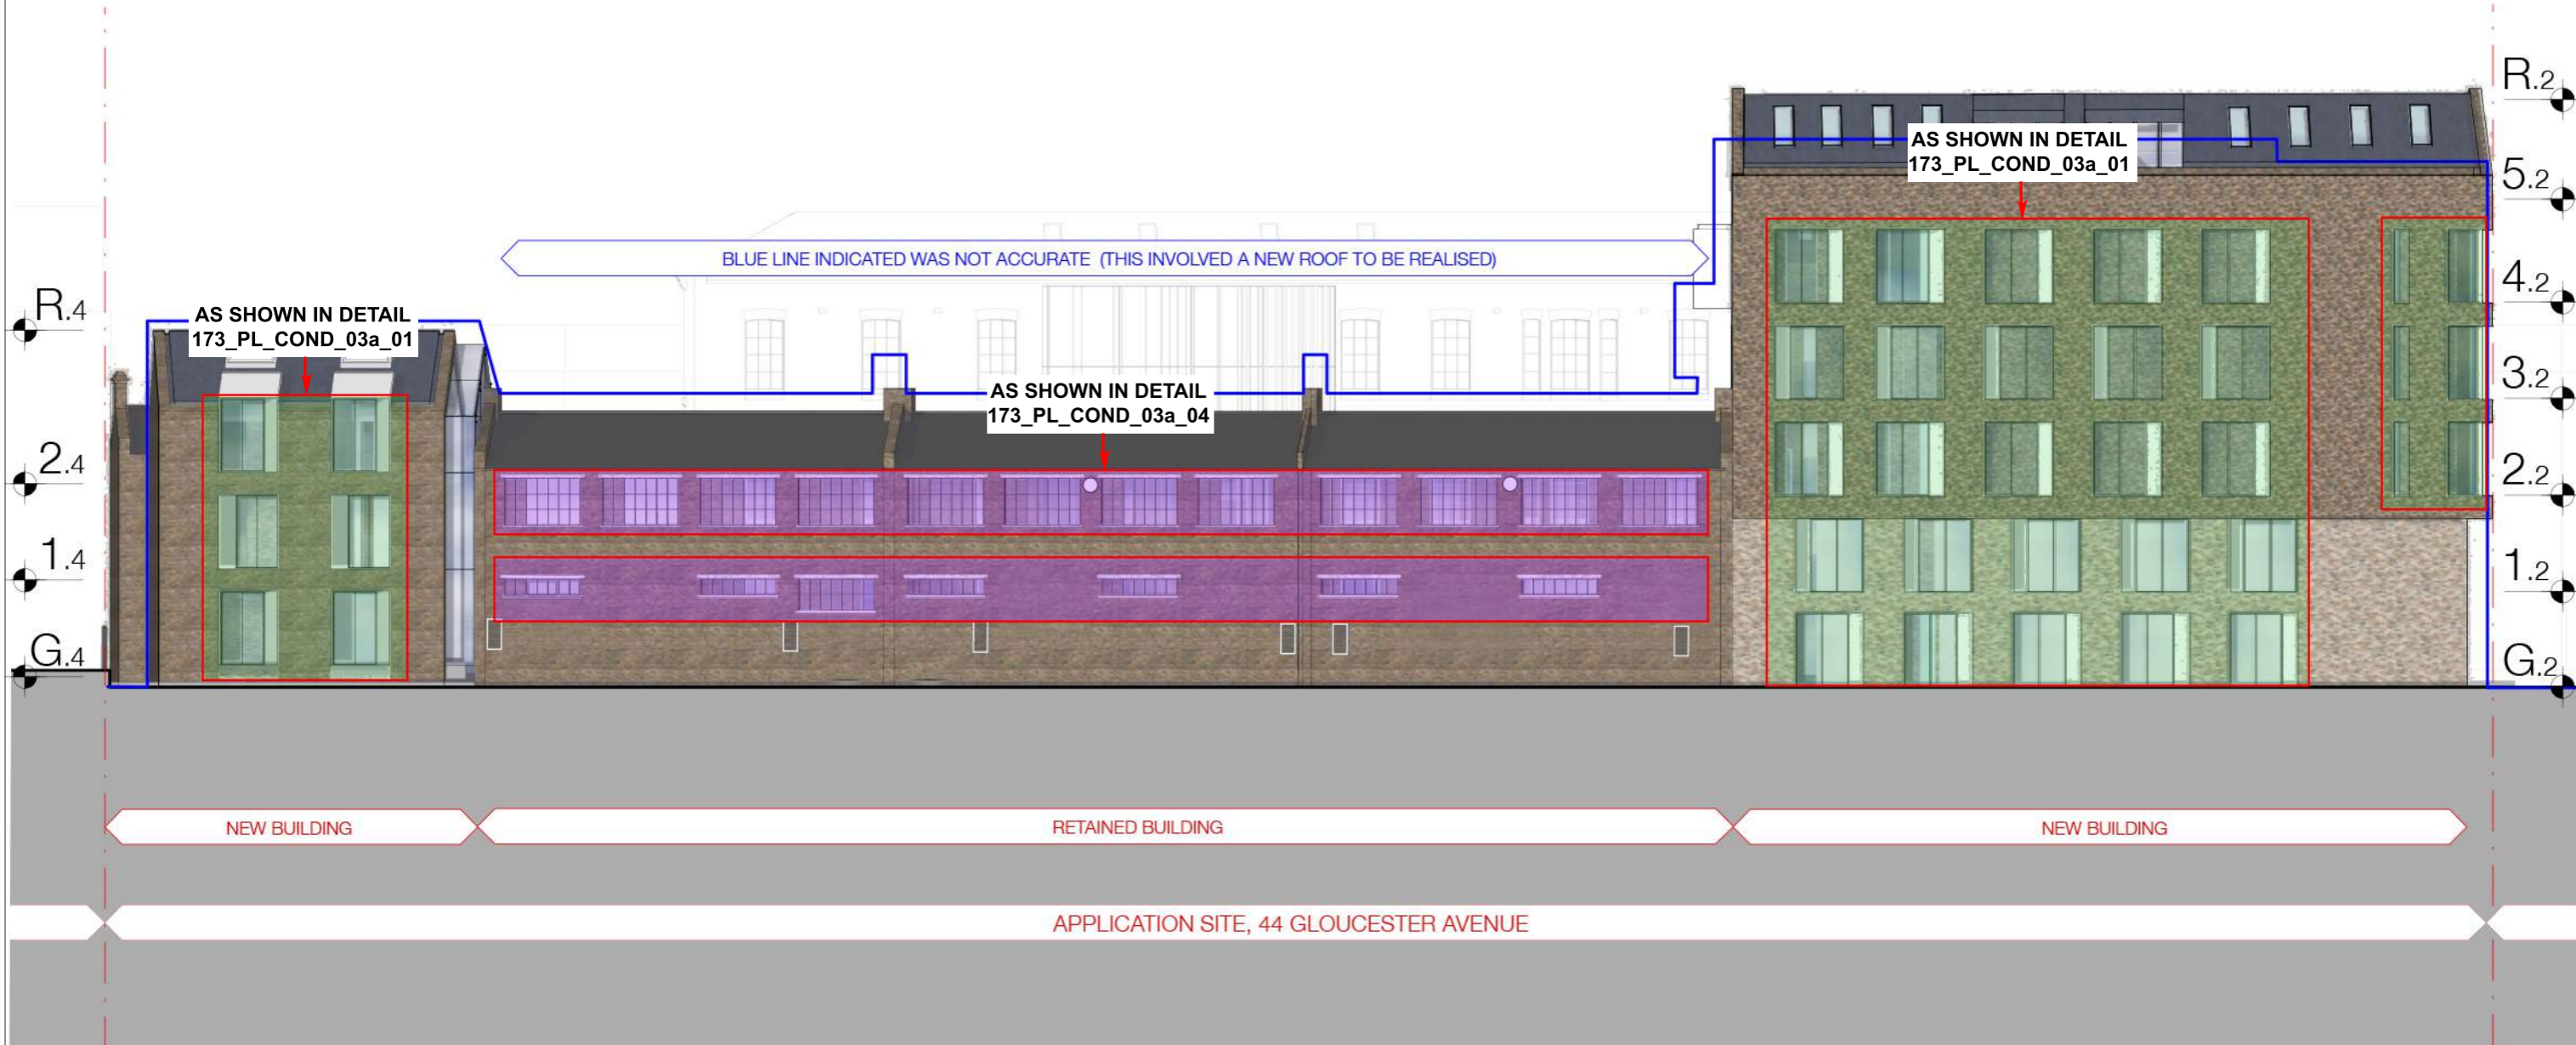 R.2
AS SHOWN IN DETAIL
173_PL_COND_03a_01
5.2
BLUE LINE INDICATED WAS NOT ACCURATE (THIS INVOLVED A NEW ROOF TO BE REALISED)
4.2
R.4
AS SHOWN IN DETAIL
173_PL_COND_03a_01
3.2
AS SHOWN IN DETAIL
173_PL_COND_03a_04
2.4
2.2
1.4
1.2
G.4
G.2
NEW BUILDING
RETAINED BUILDING
NEW BUILDING
APPLICATION SITE, 44 GLOUCESTER AVENUE